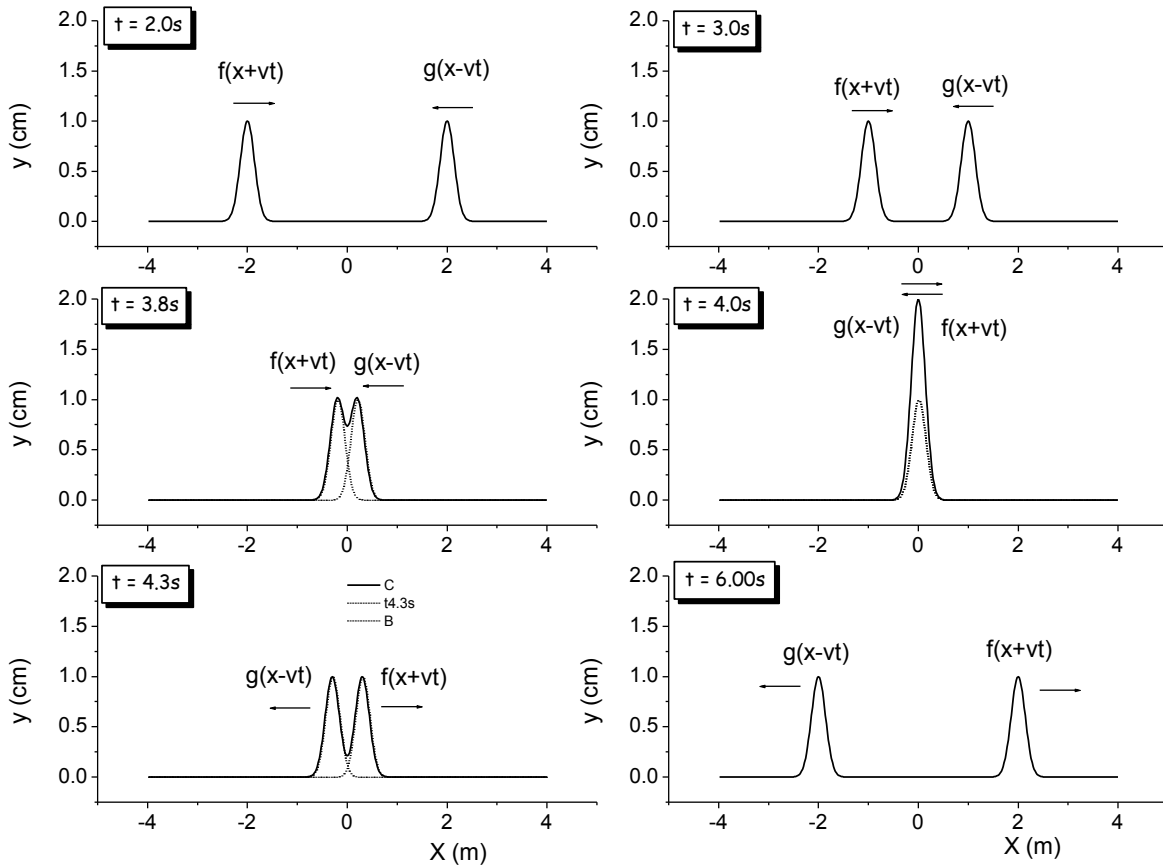 t = 2.0s
f(x+vt)
g(x-vt)
y (cm)
2.0
1.5
1.0
0.5
0.0
-4 -2 0 2 4
t = 3.0s
f(x+vt)
g(x-vt)
y (cm)
2.0
1.5
1.0
0.5
0.0
-4 -2 0 2 4
t = 3.8s
f(x+vt) g(x-vt)
y (cm)
2.0
1.5
1.0
0.5
0.0
-4 -2 0 2 4
t = 4.0s
g(x-vt) f(x+vt)
y (cm)
2.0
1.5
1.0
0.5
0.0
-4 -2 0 2 4
t = 4.3s
C
t4.3s
B
g(x-vt) f(x+vt)
y (cm)
2.0
1.5
1.0
0.5
0.0
-4 -2 0 2 4
X (m)
t = 6.00s
g(x-vt) f(x+vt)
y (cm)
2.0
1.5
1.0
0.5
0.0
-4 -2 0 2 4
X (m)